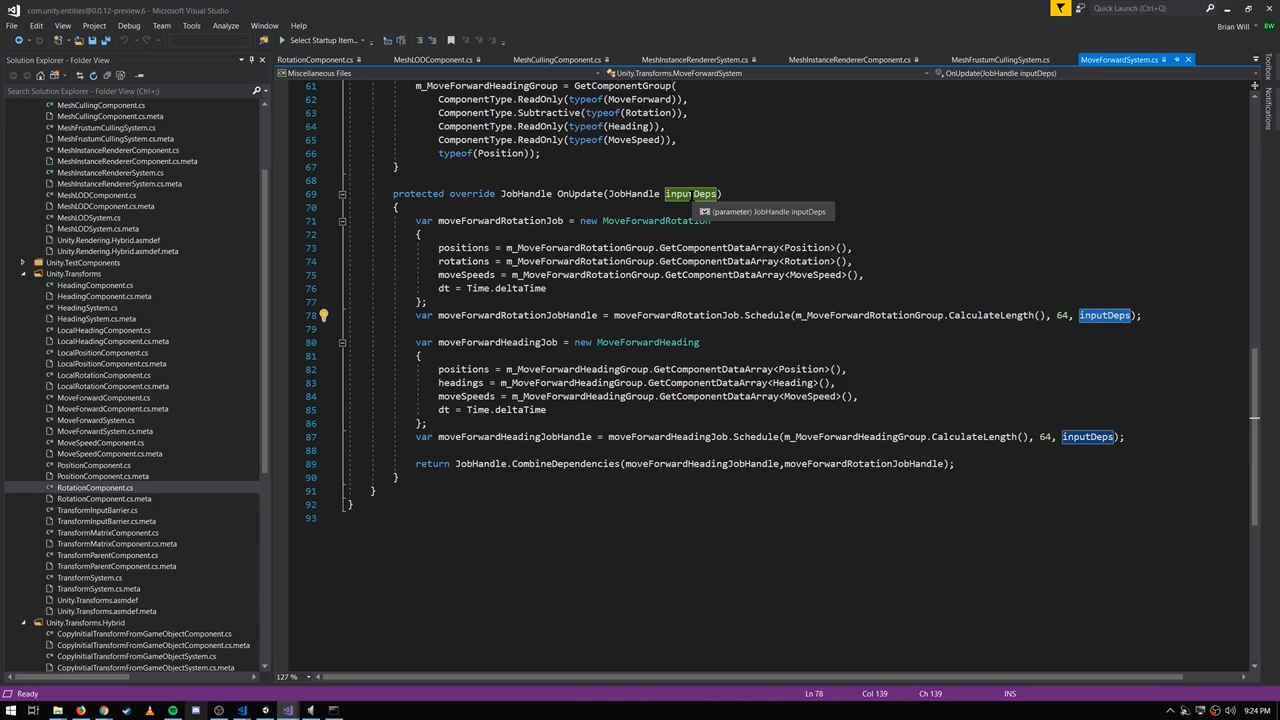 com.unity.entities@0.0.12-preview.6 - Microsoft Visual Studio
Quick Launch (Ctrl+Q)
File Edit View Project Debug Team Tools Analyze Window Help
Brian Will
BW
Select Startup Item...
Solution Explorer - Folder View
RotationComponent.cs MeshLODComponent.cs MeshCullingComponent.cs MeshInstanceRendererSystem.cs MeshInstanceRendererComponent.cs MeshFrustumCullingSystem.cs MoveForwardSystem.cs
Miscellaneous Files
Unity.Transforms.MoveForwardSystem
OnUpdate(JobHandle inputDeps)
Search Solution Explorer - Folder View (Ctrl+;)
MeshCullingComponent.cs
MeshCullingComponent.cs.meta
MeshFrustumCullingSystem.cs
MeshFrustumCullingSystem.cs.meta
MeshInstanceRendererComponent.cs
MeshInstanceRendererComponent.cs.meta
MeshInstanceRendererSystem.cs
MeshInstanceRendererSystem.cs.meta
MeshLODComponent.cs
MeshLODComponent.cs.meta
MeshLODSystem.cs
MeshLODSystem.cs.meta
Unity.Rendering.Hybrid.asmdef
Unity.Rendering.Hybrid.asmdef.meta
Unity.TestComponents
Unity.Transforms
HeadingComponent.cs
HeadingComponent.cs.meta
HeadingSystem.cs
HeadingSystem.cs.meta
LocalHeadingComponent.cs
LocalHeadingComponent.cs.meta
LocalPositionComponent.cs
LocalPositionComponent.cs.meta
LocalRotationComponent.cs
LocalRotationComponent.cs.meta
MoveForwardComponent.cs
MoveForwardComponent.cs.meta
MoveForwardSystem.cs
MoveForwardSystem.cs.meta
MoveSpeedComponent.cs
MoveSpeedComponent.cs.meta
PositionComponent.cs
PositionComponent.cs.meta
RotationComponent.cs
RotationComponent.cs.meta
TransformInputBarrier.cs
TransformInputBarrier.cs.meta
TransformMatrixComponent.cs
TransformMatrixComponent.cs.meta
TransformParentComponent.cs
TransformParentComponent.cs.meta
TransformSystem.cs
TransformSystem.cs.meta
Unity.Transforms.asmdef
Unity.Transforms.asmdef.meta
Unity.Transforms.Hybrid
CopyInitialTransformFromGameObjectComponent.cs
CopyInitialTransformFromGameObjectComponent.cs.meta
CopyInitialTransformFromGameObjectSystem.cs
CopyInitialTransformFromGameObjectSystem.cs.meta
61 m_MoveForwardHeadingGroup = GetComponentGroup(
62 ComponentType.ReadOnly(typeof(MoveForward)),
63 ComponentType.Subtractive(typeof(Rotation)),
64 ComponentType.ReadOnly(typeof(Heading)),
65 ComponentType.ReadOnly(typeof(MoveSpeed)),
66 typeof(Position));
67 }
68
69 protected override JobHandle OnUpdate(JobHandle inputDeps)
70 {
(parameter) JobHandle inputDeps
71 var moveForwardRotationJob = new MoveForwardRotation
72 {
73 positions = m_MoveForwardRotationGroup.GetComponentDataArray<Position>(),
74 rotations = m_MoveForwardRotationGroup.GetComponentDataArray<Rotation>(),
75 moveSpeeds = m_MoveForwardRotationGroup.GetComponentDataArray<MoveSpeed>(),
76 dt = Time.deltaTime
77 };
78 var moveForwardRotationJobHandle = moveForwardRotationJob.Schedule(m_MoveForwardRotationGroup.CalculateLength(), 64, inputDeps);
79
80 var moveForwardHeadingJob = new MoveForwardHeading
81 {
82 positions = m_MoveForwardHeadingGroup.GetComponentDataArray<Position>(),
83 headings = m_MoveForwardHeadingGroup.GetComponentDataArray<Heading>(),
84 moveSpeeds = m_MoveForwardHeadingGroup.GetComponentDataArray<MoveSpeed>(),
85 dt = Time.deltaTime
86 };
87 var moveForwardHeadingJobHandle = moveForwardHeadingJob.Schedule(m_MoveForwardHeadingGroup.CalculateLength(), 64, inputDeps);
88
89 return JobHandle.CombineDependencies(moveForwardHeadingJobHandle,moveForwardRotationJobHandle);
90 }
91 }
92 }
93
Toolbox
Notifications
127 %
Ready
Ln 78
Col 139
Ch 139
INS
9:24 PM